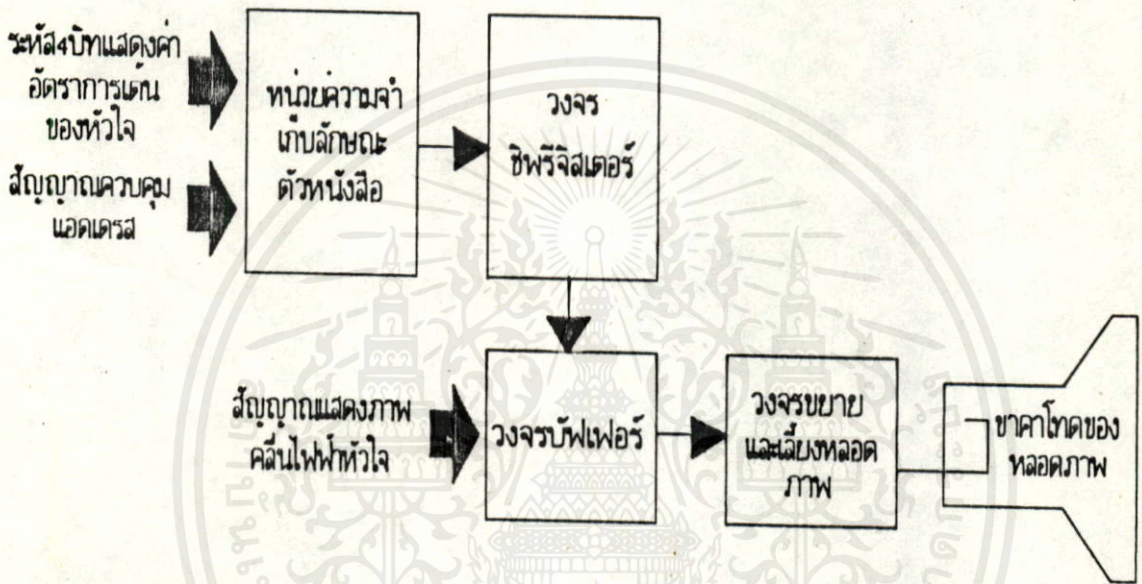 ระหัส4บิทแสดงค่า
อัตราการเต้น
ของหัวใจ
สัญญาณควบคุม
แอดเดรส
หน่วยความจำ
เก็บลักษณะ
ตัวหนังสือ
วงจร
ชิพรีจิสเตอร์
สัญญาณแสดงภาพ
คลื่นไฟฟ้าหัวใจ
วงจรบัฟเฟอร์
วงจรขยาย
และเลี้ยงหลอด
ภาพ
ขาคาโทดของ
หลอดภาพ